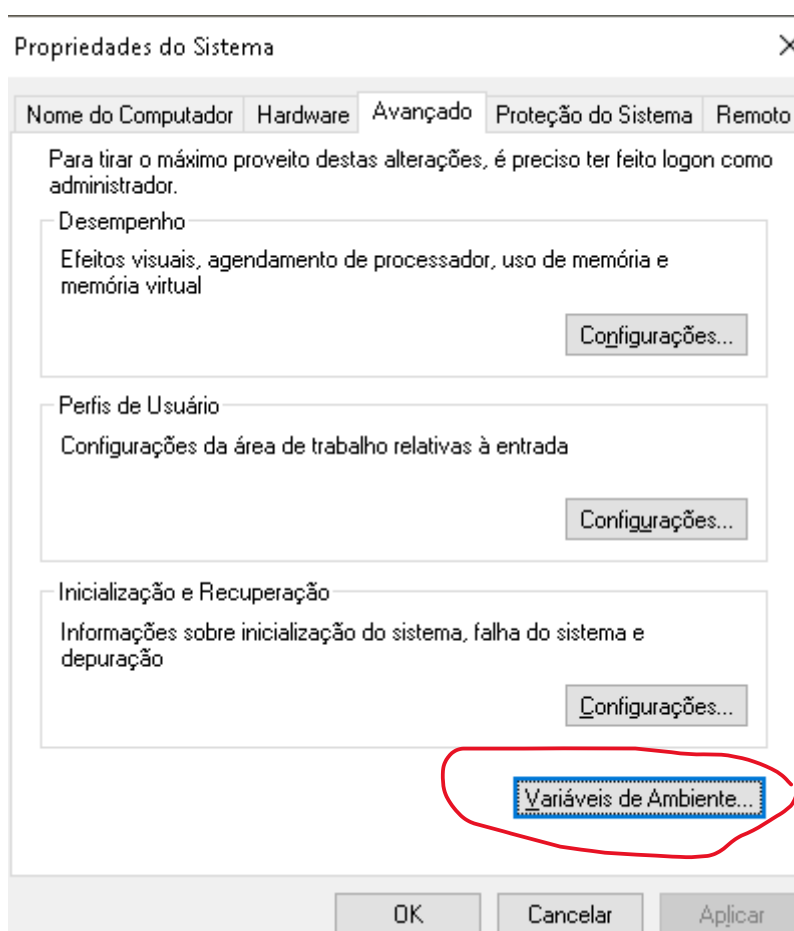 Propriedades do Sistema
Nome do Computador Hardware Avançado Proteção do Sistema Remoto
Para tirar o máximo proveito destas alterações, é preciso ter feito logon como
administrador.
Desempenho
Efeitos visuais, agendamento de processador, uso de memória e
memória virtual
Configurações...
Perfis de Usuário
Configurações da área de trabalho relativas à entrada
Configurações...
Inicialização e Recuperação
Informações sobre inicialização do sistema, falha do sistema e
depuração
Configurações...
Variáveis de Ambiente...
OK Cancelar Aplicar